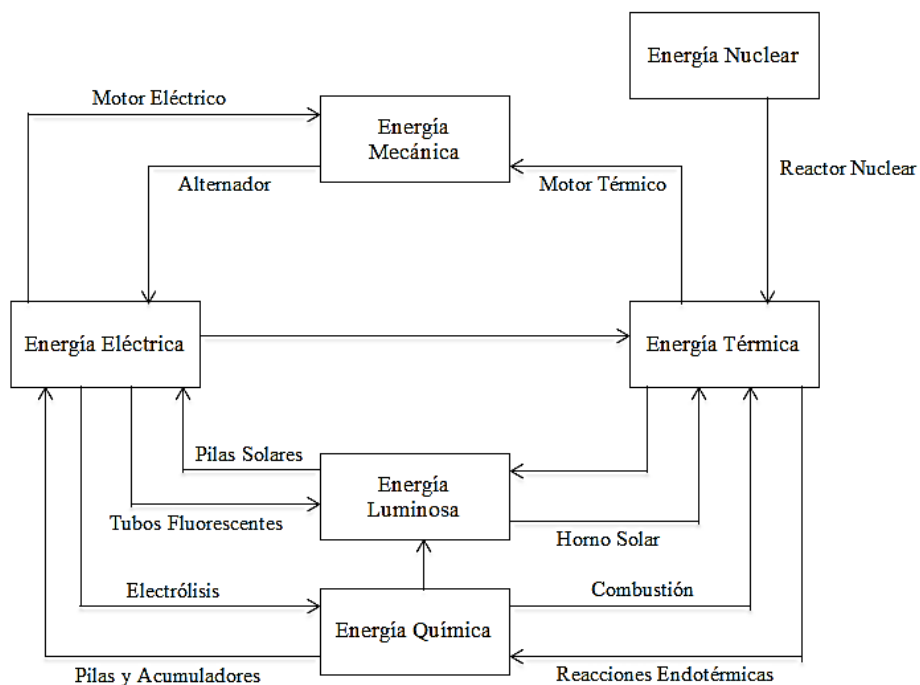 Energía Nuclear
Motor Eléctrico
Energía
Mecánica
Alternador
Motor Térmico
Reactor Nuclear
Energía Eléctrica
Energía Térmica
Pilas Solares
Energía
Luminosa
Tubos Fluorescentes
Horno Solar
Electrólisis
Combustión
Energía Química
Pilas y Acumuladores
Reacciones Endotérmicas